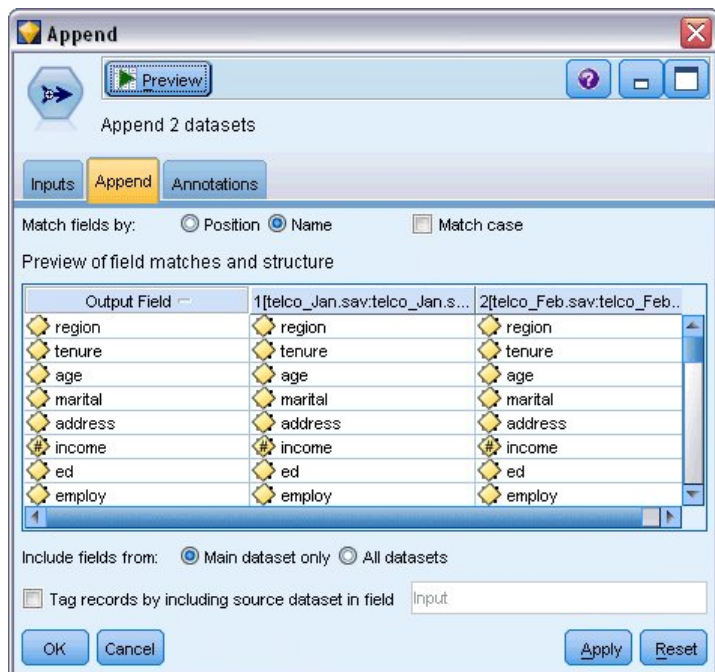 Append
Preview
Append 2 datasets
Inputs Append Annotations
Match fields by: Position Name Match case
Preview of field matches and structure
Output Field 1[telco_Jan.sav:telco_Jan.s... 2[telco_Feb.sav:telco_Feb..
region region region
tenure tenure tenure
age age age
marital marital marital
address address address
# income # income # income
ed ed ed
employ employ employ
Include fields from: Main dataset only All datasets
Tag records by including source dataset in field Input
OK Cancel Apply Reset